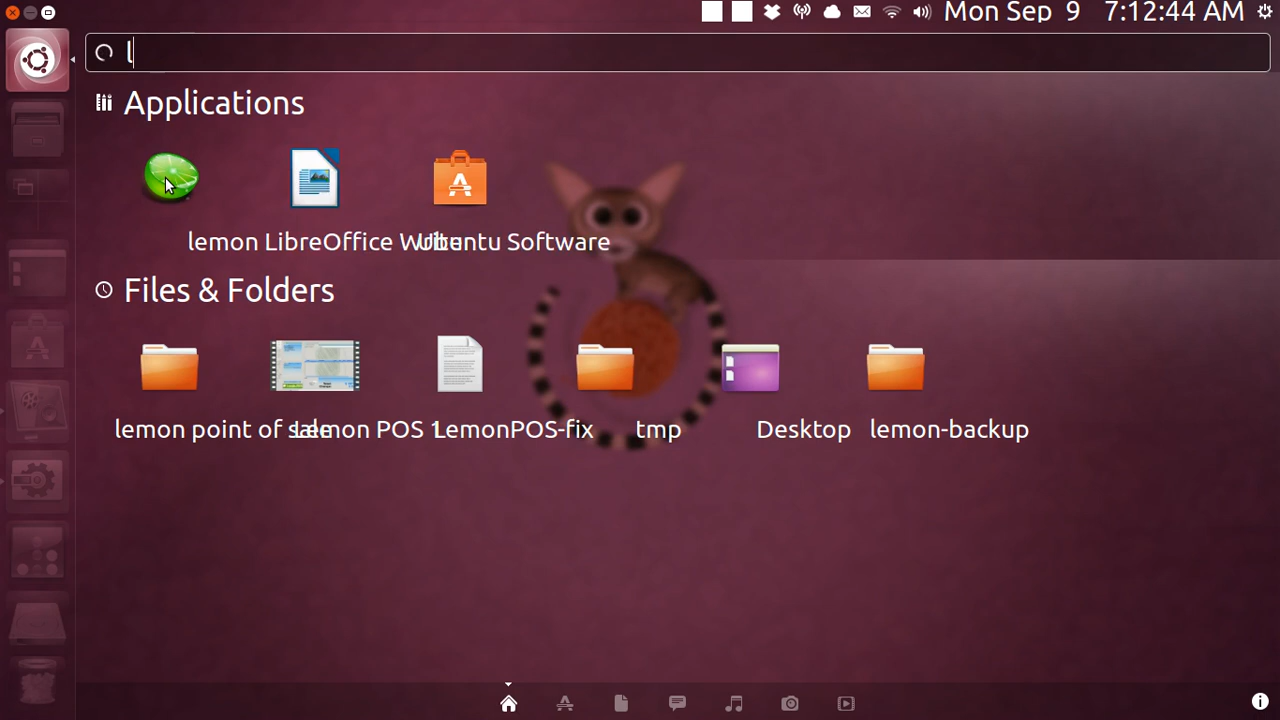 Mon Sep 9 7:12:44 AM
l
Applications
lemon LibreOffice Writer Ubuntu Software
Files & Folders
lemon point of sale Lemon POS 1 LemonPOS-fix tmp Desktop lemon-backup